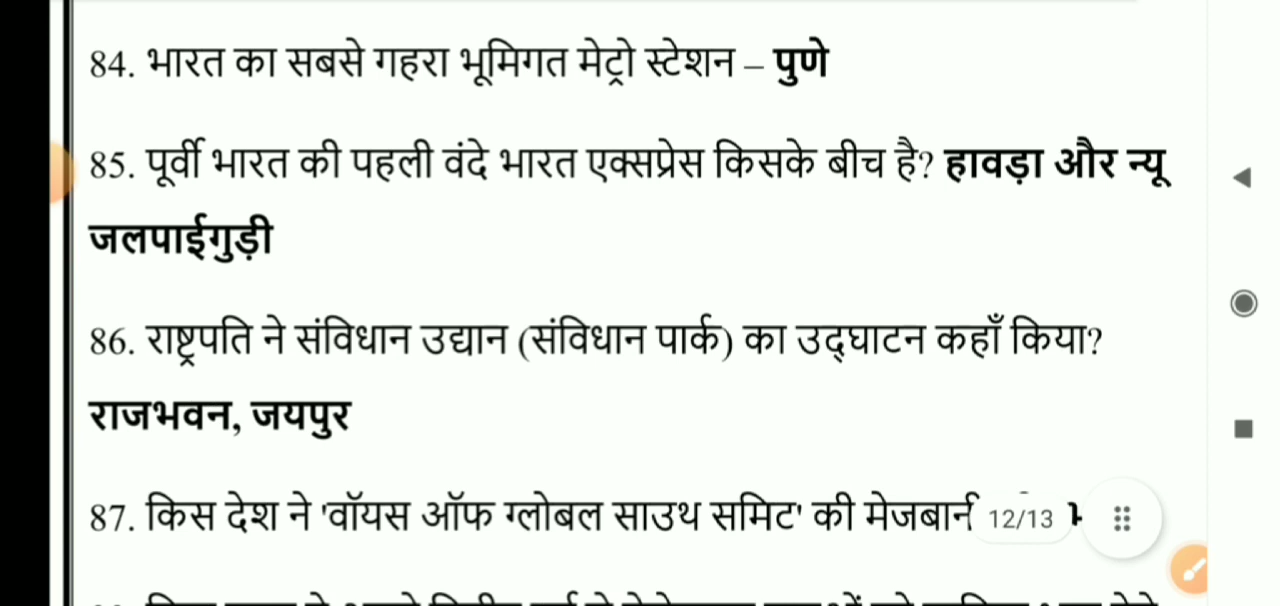 84. भारत का सबसे गहरा भूमिगत मेट्रो स्टेशन – पुणे
85. पूर्वी भारत की पहली वंदे भारत एक्सप्रेस किसके बीच है? हावड़ा और न्यू
जलपाईगुड़ी
86. राष्ट्रपति ने संविधान उद्यान (संविधान पार्क) का उद्घाटन कहाँ किया?
राजभवन, जयपुर
87. किस देश ने 'वॉयस ऑफ ग्लोबल साउथ समिट' की 12/13